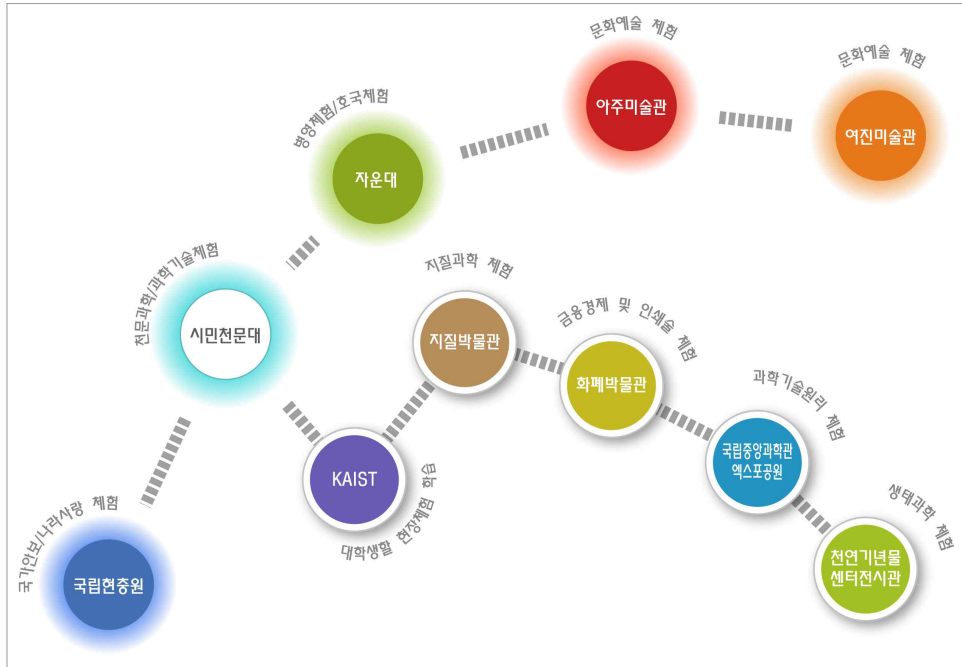 문화예술 체험
아주미술관
문화예술 체험
여진미술관
병영체험/호국체험
자운대
천문과학/과학기술체험
시민천문대
지질과학 체험
지질박물관
금융경제 및 인쇄술 체험
화폐박물관
과학기술원리 체험
국립중앙과학관
엑스포공원
KAIST
대학생활 현장체험 학습
생태과학 체험
천연기념물
센터전시관
국가안보/나라사랑 체험
국립현충원